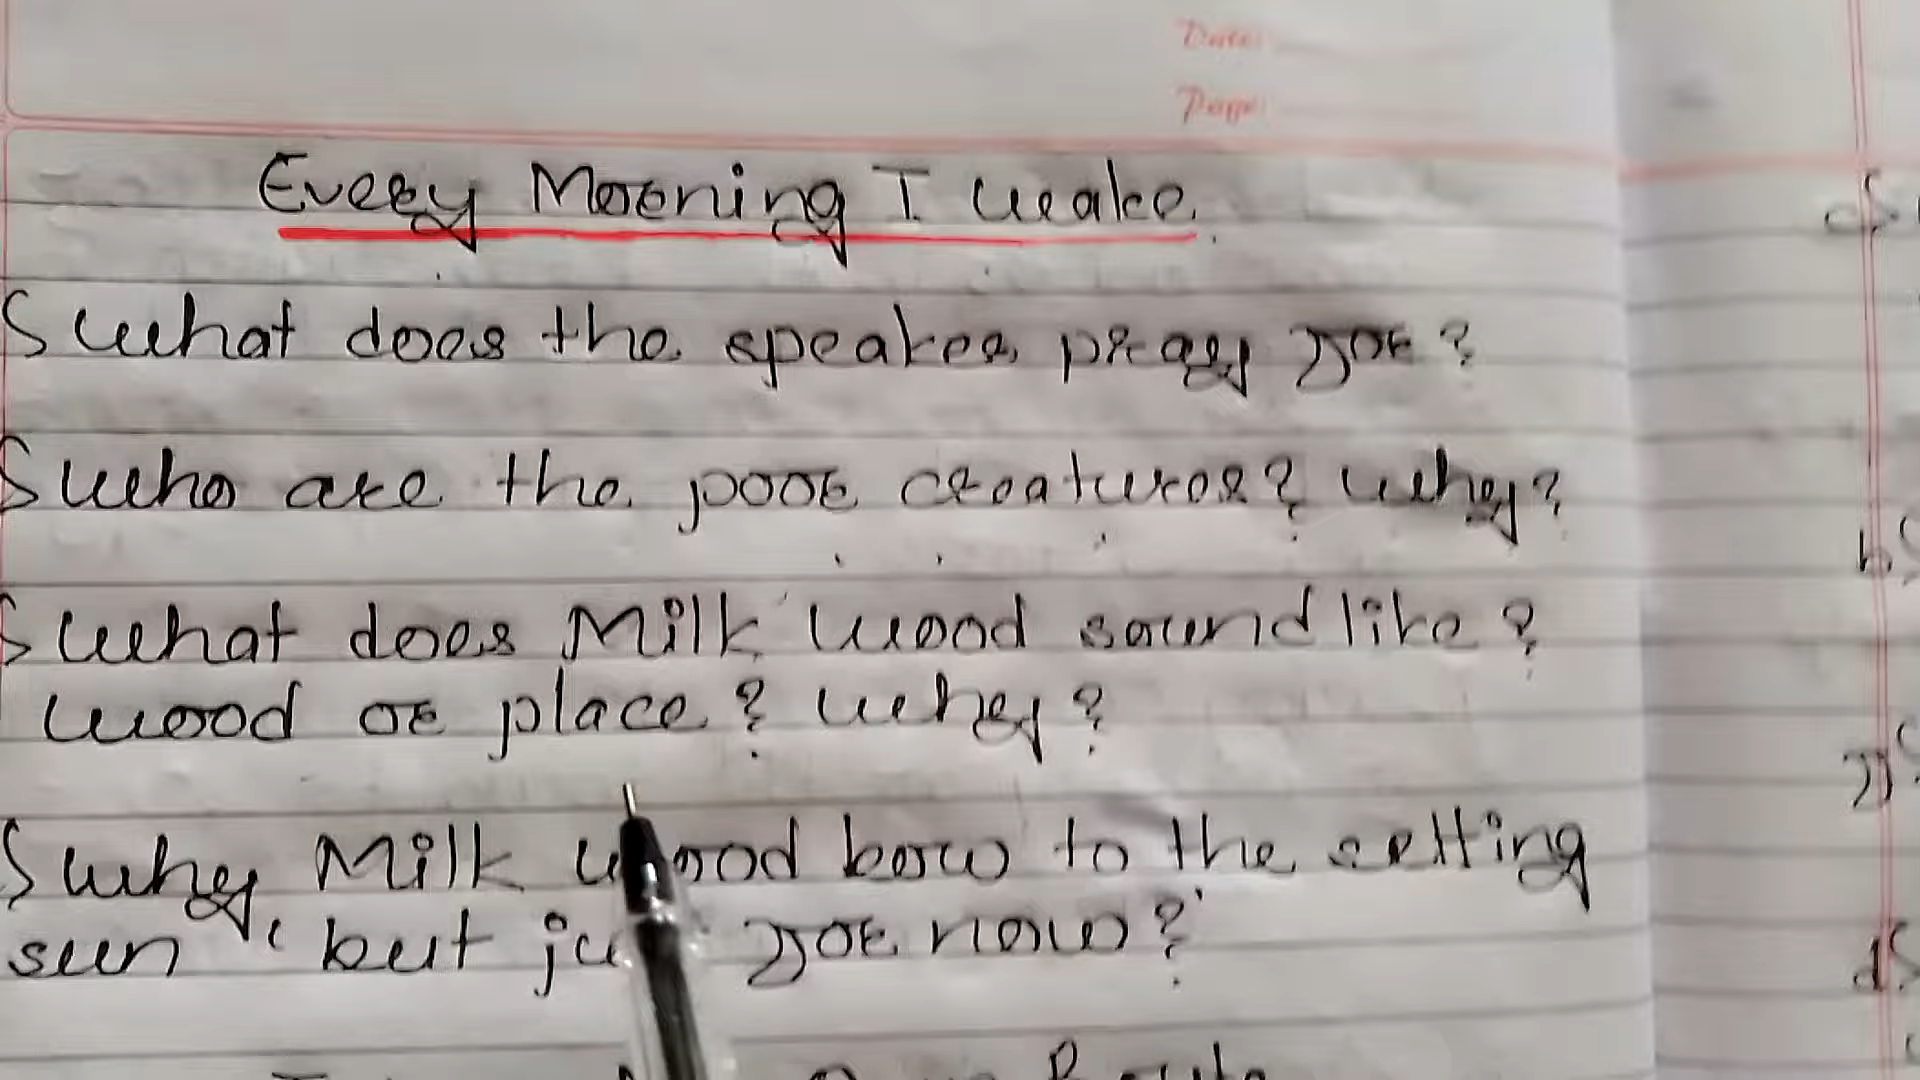 Date:
Page:
Every Morning I Wake.
what does the speaker pray for?
who are the poor creatures? why?
what does Milk wood sound like?
wood or place? why?
why Milk wood bow to the setting
sun 'but for now?'
Route